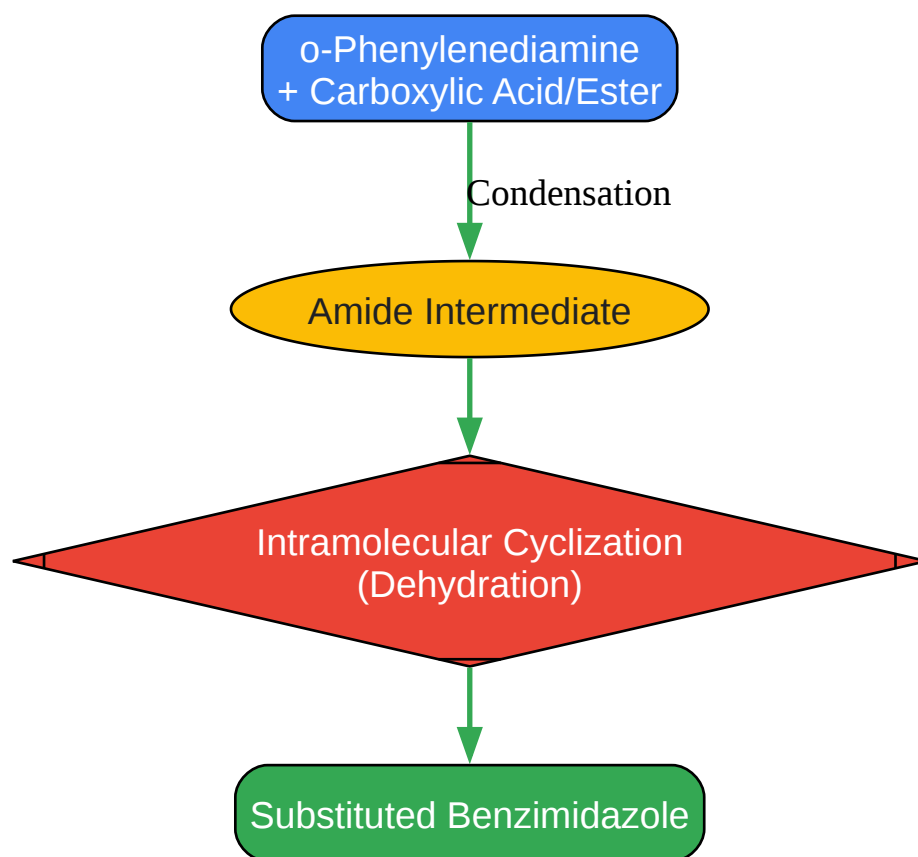 o-Phenylenediamine
+ Carboxylic Acid/Ester
Condensation
Amide Intermediate
Intramolecular Cyclization
(Dehydration)
Substituted Benzimidazole